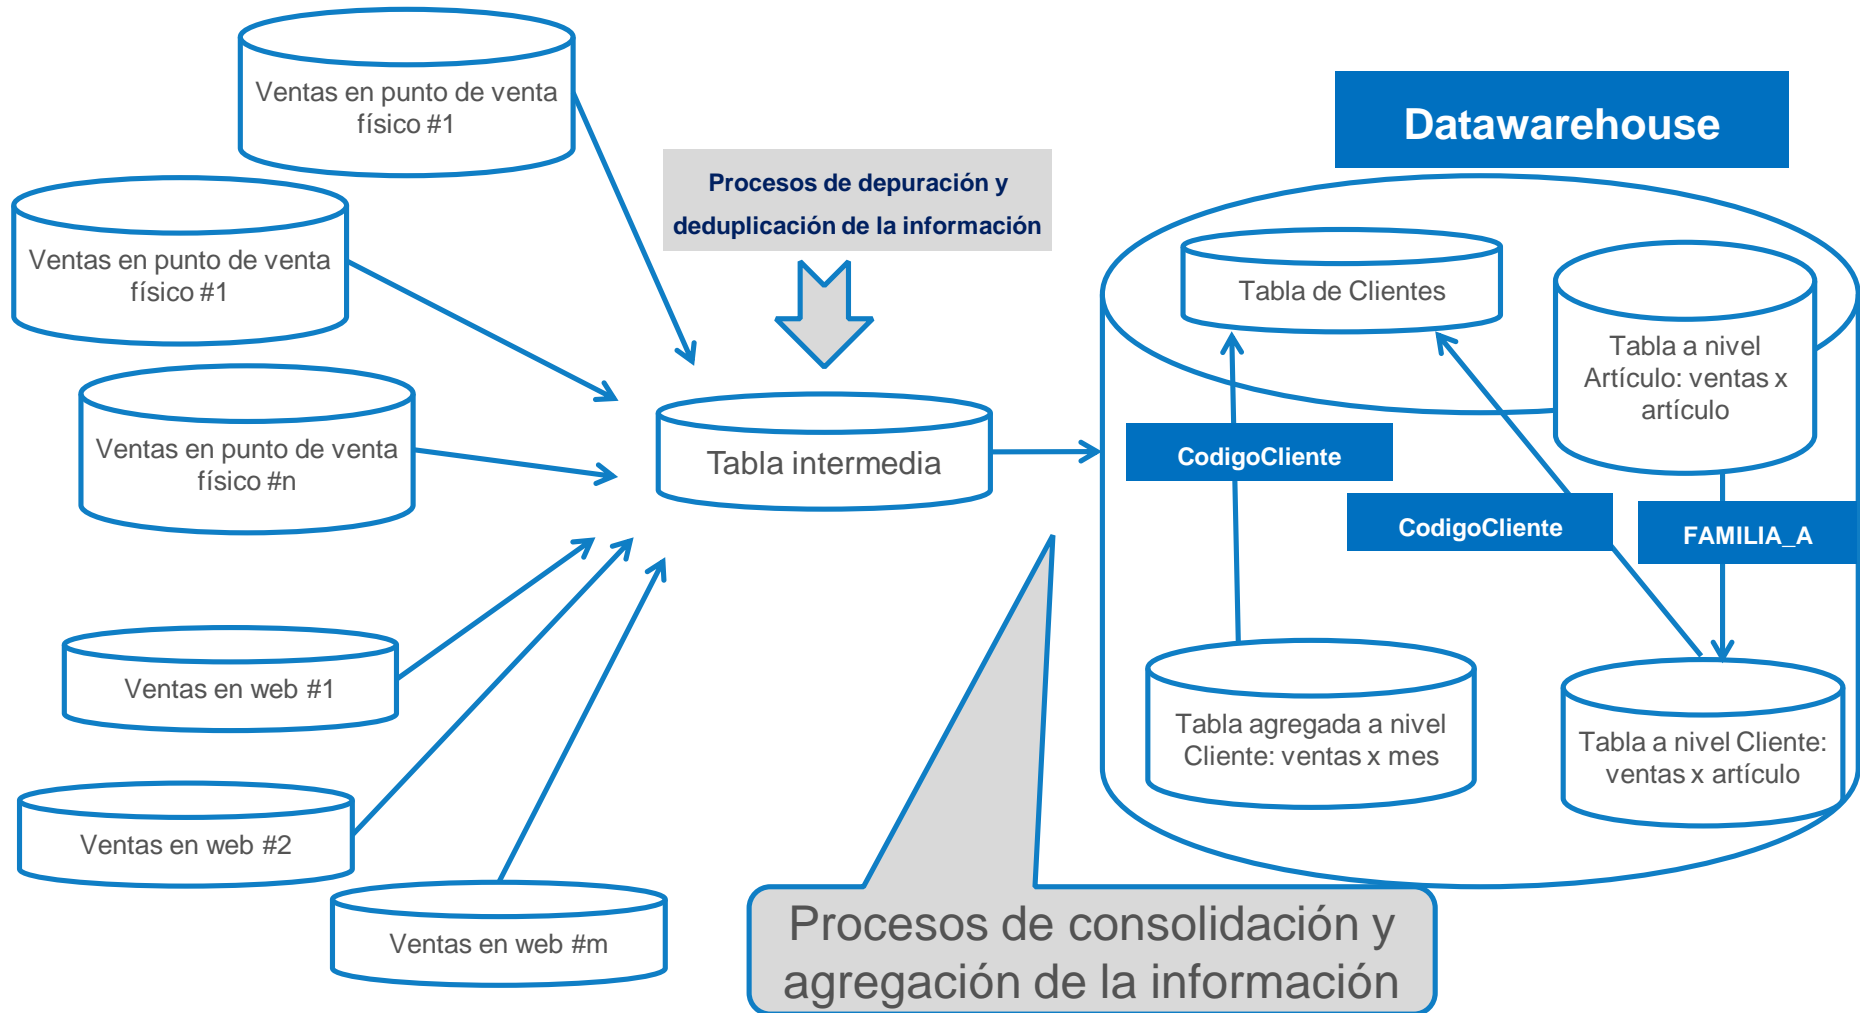 Ventas en punto de venta
físico #1
Ventas en punto de venta
físico #1
Ventas en punto de venta
físico #n
Ventas en web #1
Ventas en web #2
Ventas en web #m
Procesos de depuración y
deduplicación de la información
Tabla intermedia
Procesos de consolidación y
agregación de la información
Datawarehouse
Tabla de Clientes
Tabla a nivel
Artículo: ventas x
artículo
CodigoCliente
CodigoCliente
FAMILIA_A
Tabla agregada a nivel
Cliente: ventas x mes
Tabla a nivel Cliente:
ventas x artículo